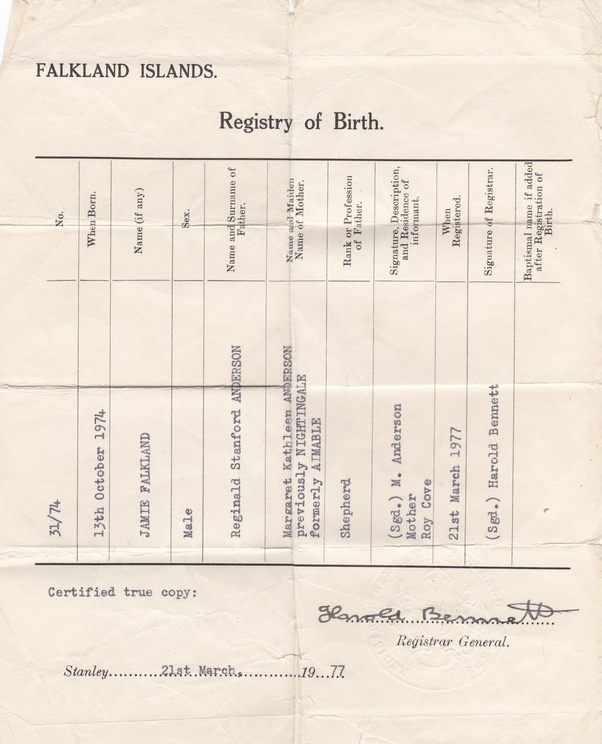 FALKLAND ISLANDS.
Registry of Birth.
No.
31/74
When Born.
13th October 1974
Name (if any)
JAMIE FALKLAND
Sex.
Male
Name and Surname of
Father.
Reginald Stanford ANDERSON
Name and Maiden
Name of Mother.
Margaret Kathleen ANDERSON
previously NIGHTINGALE
formerly AIMABLE
Rank or Profession
of Father.
Shepherd
Signature, Description,
and Residence of
informant.
(Sgd.) M. Anderson
Mother
Roy Cove
When
Registered.
21st March 1977
Signature of Registrar.
(Sgd.) Harold Bennett
Baptismal name if added
after Registration of
Birth.
Certified true copy:
Harold Bennett
Registrar General.
Stanley..........21st March,............19...77.